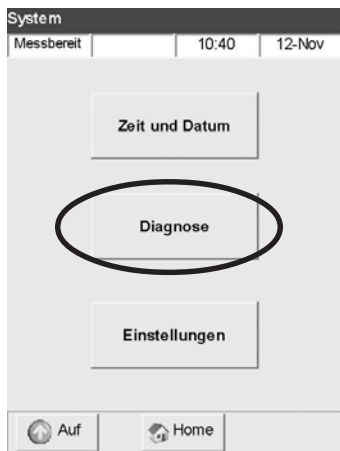 System
Messbereit 10:40 12-Nov
Zeit und Datum
Diagnose
Einstellungen
Auf Home